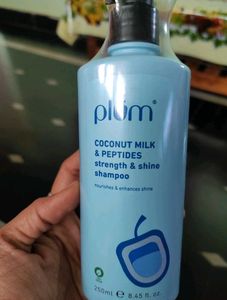 plum®
COCONUT MILK
& PEPTIDES
strength & shine
shampoo
nourishes & enhances shine
250ml ℮ 8.45 fl. oz.